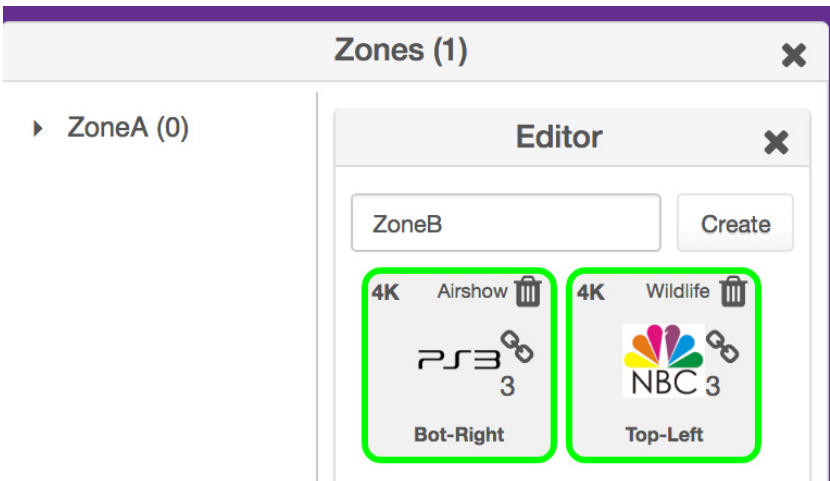 Zones (1)
ZoneA (0)
Editor
ZoneB
Create
4K Airshow
PS3
3
Bot-Right
4K Wildlife
NBC 3
Top-Left